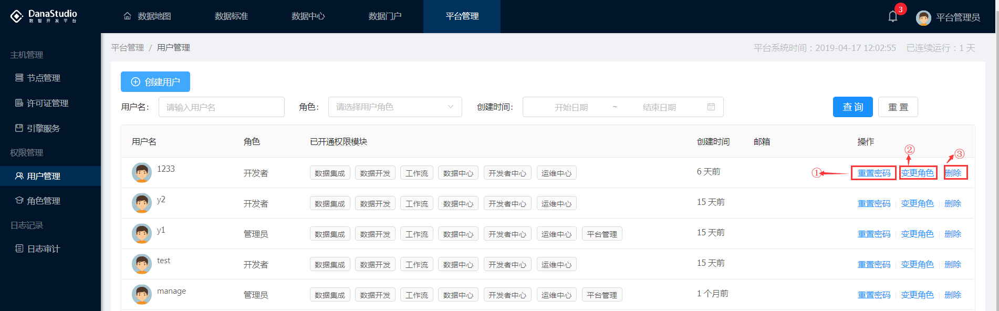 DanaStudio
数智开发平台
数据地图 数据标准 数据中心 数据门户 平台管理
3
平台管理员
主机管理
节点管理
许可证管理
引擎服务
权限管理
用户管理
角色管理
日志记录
日志审计
平台管理 / 用户管理
平台系统时间：2019-04-17 12:02:55 已连续运行：1 天
创建用户
用户名： 请输入用户名 角色： 请选择用户角色 创建时间： 开始日期 ~ 结束日期 查 询 重 置
用户名 角色 已开通权限模块 创建时间 邮箱 操作
② ③
1233 开发者 数据集成 数据开发 工作流 数据中心 开发者中心 运维中心 6 天前 ① 重置密码 变更角色 删除
y2 开发者 数据集成 数据开发 工作流 数据中心 开发者中心 运维中心 15 天前 重置密码 变更角色 删除
y1 管理员 数据集成 数据开发 工作流 数据中心 开发者中心 运维中心 平台管理 15 天前 重置密码 变更角色 删除
test 开发者 数据集成 数据开发 工作流 数据中心 开发者中心 运维中心 15 天前 重置密码 变更角色 删除
manage 管理员 数据集成 数据开发 工作流 数据中心 开发者中心 运维中心 平台管理 1 个月前 重置密码 变更角色 删除